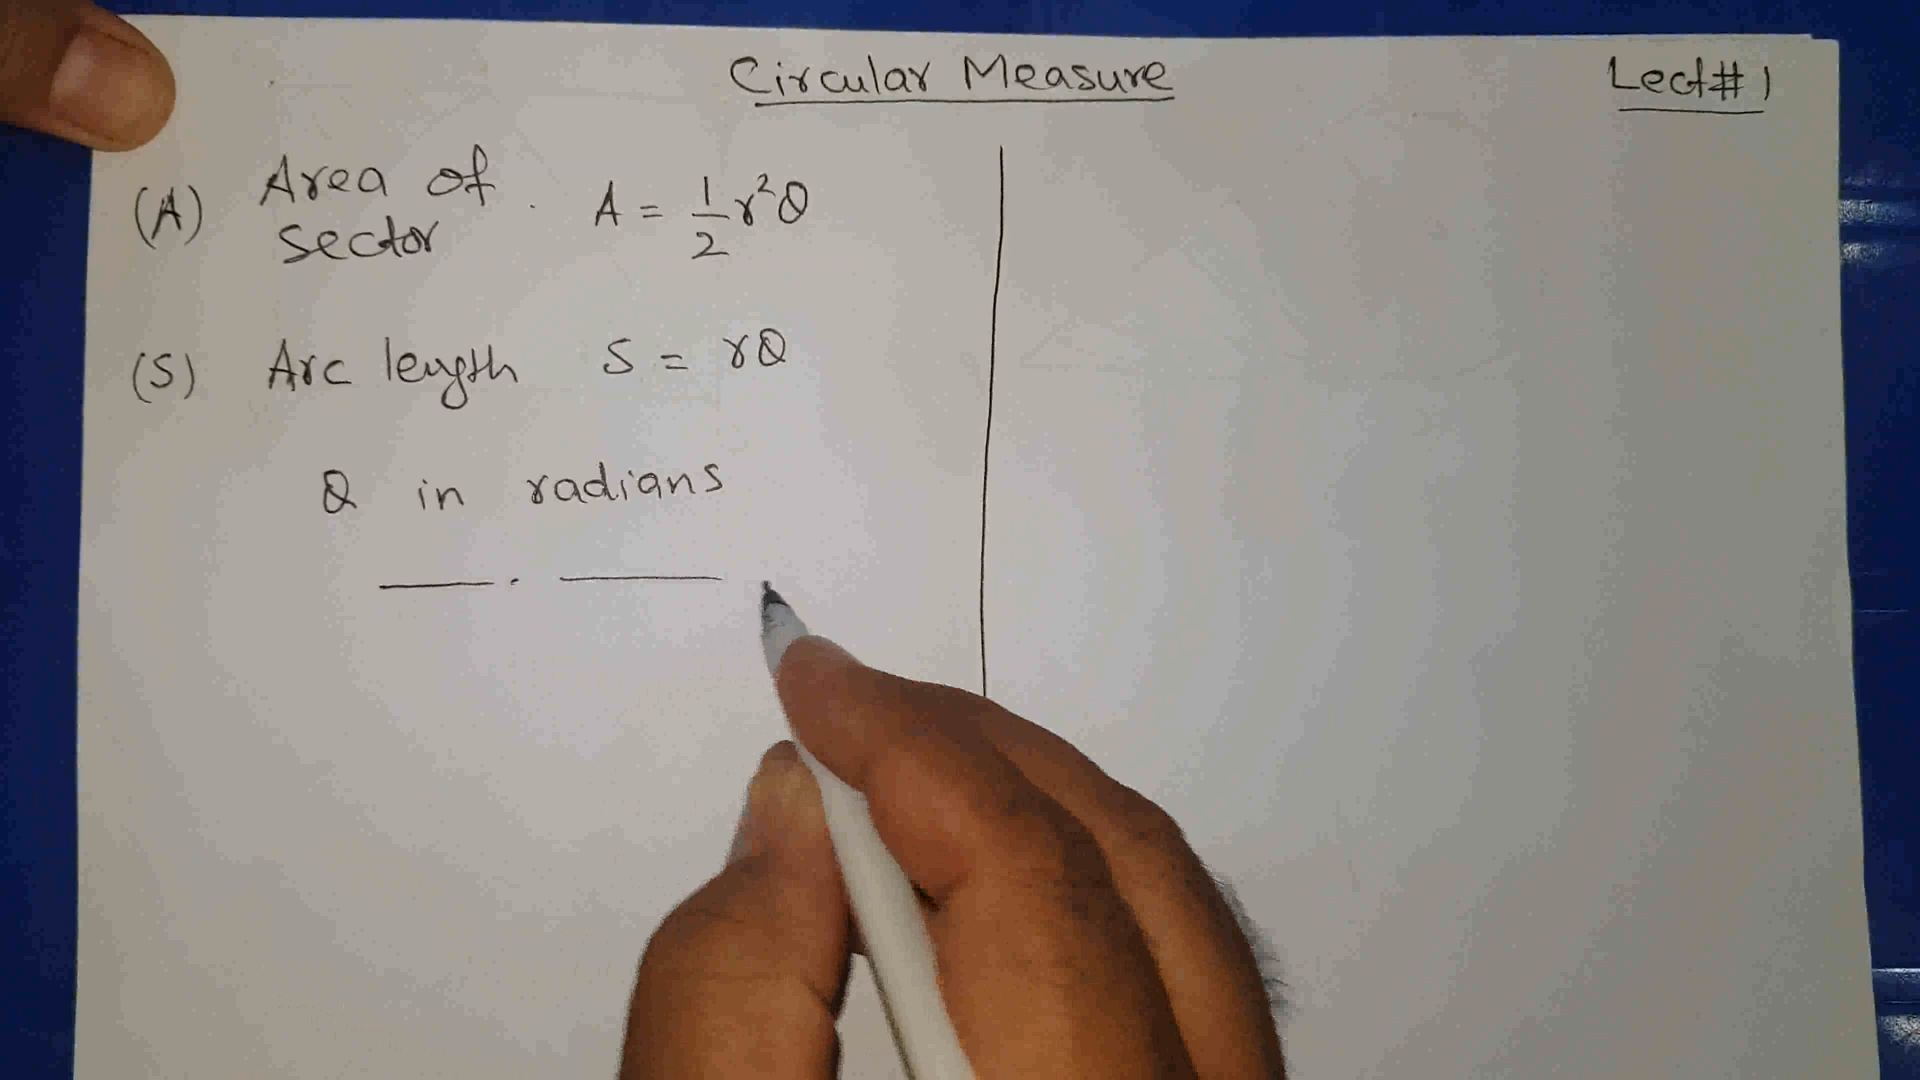 Circular Measure
Lect# 1
(A) Area of sector. A = 1/2 r²θ
(S) Arc length S = rθ
θ in radians